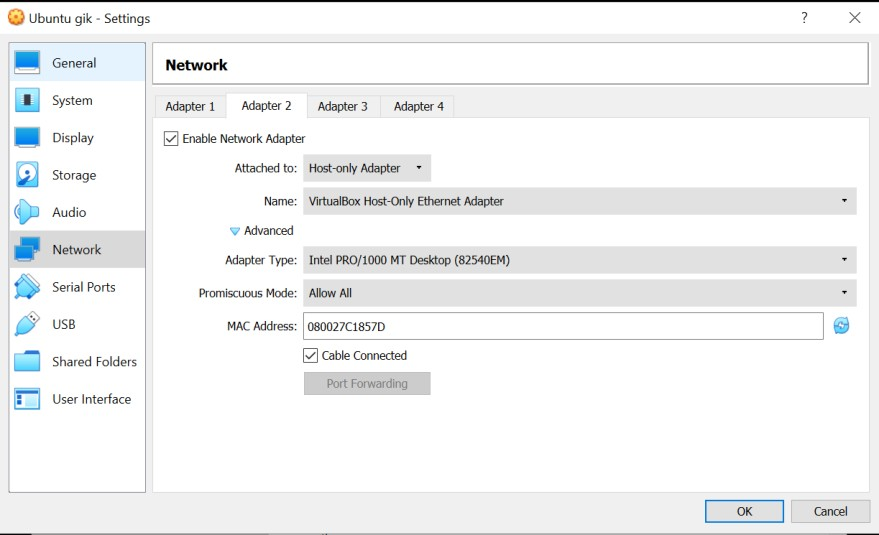 Ubuntu gik - Settings
?
General
System
Display
Storage
Audio
Network
Serial Ports
USB
Shared Folders
User Interface
Network
Adapter 1 Adapter 2 Adapter 3 Adapter 4
Enable Network Adapter
Attached to: Host-only Adapter
Name: VirtualBox Host-Only Ethernet Adapter
Advanced
Adapter Type: Intel PRO/1000 MT Desktop (82540EM)
Promiscuous Mode: Allow All
MAC Address: 080027C1857D
Cable Connected
Port Forwarding
OK Cancel